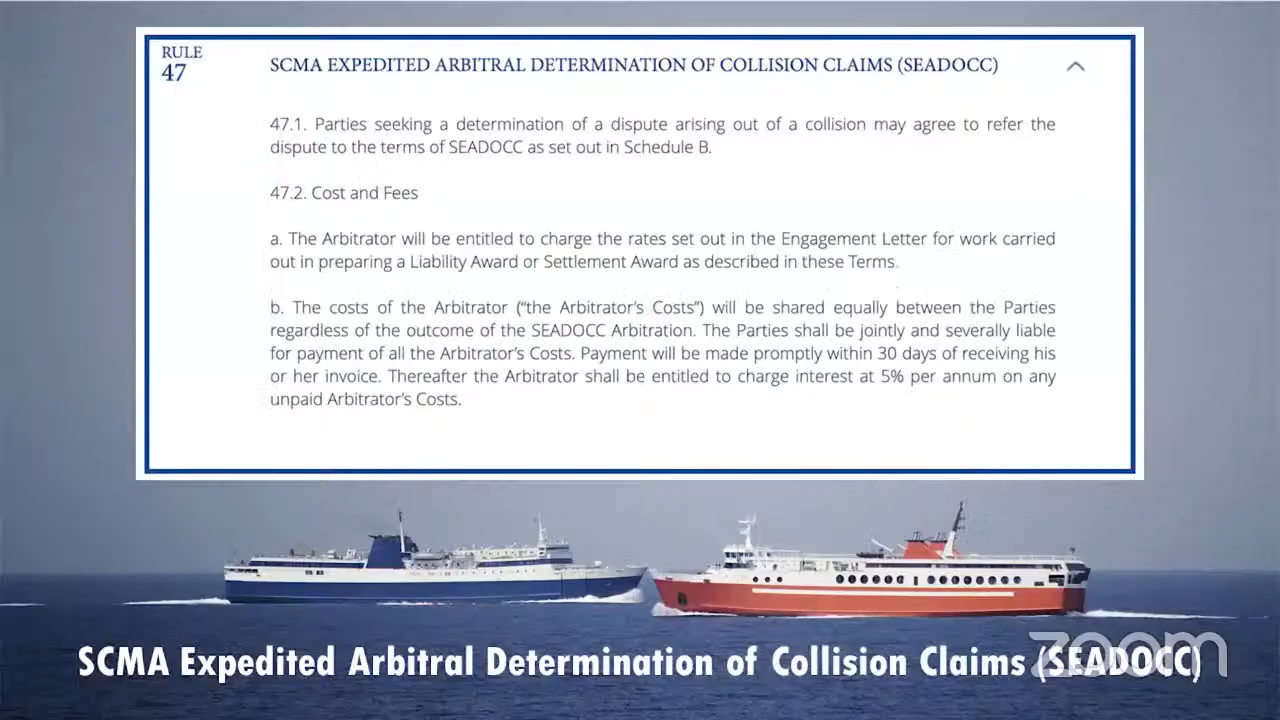 RULE
47
SCMA EXPEDITED ARBITRAL DETERMINATION OF COLLISION CLAIMS (SEADOCC)
47.1. Parties seeking a determination of a dispute arising out of a collision may agree to refer the
dispute to the terms of SEADOCC as set out in Schedule B.
47.2. Cost and Fees
a. The Arbitrator will be entitled to charge the rates set out in the Engagement Letter for work carried
out in preparing a Liability Award or Settlement Award as described in these Terms.
b. The costs of the Arbitrator (“the Arbitrator’s Costs”) will be shared equally between the Parties
regardless of the outcome of the SEADOCC Arbitration. The Parties shall be jointly and severally liable
for payment of all the Arbitrator’s Costs. Payment will be made promptly within 30 days of receiving his
or her invoice. Thereafter the Arbitrator shall be entitled to charge interest at 5% per annum on any
unpaid Arbitrator’s Costs.
SCMA Expedited Arbitral Determination of Collision Claims (SEADOCC)
zoom